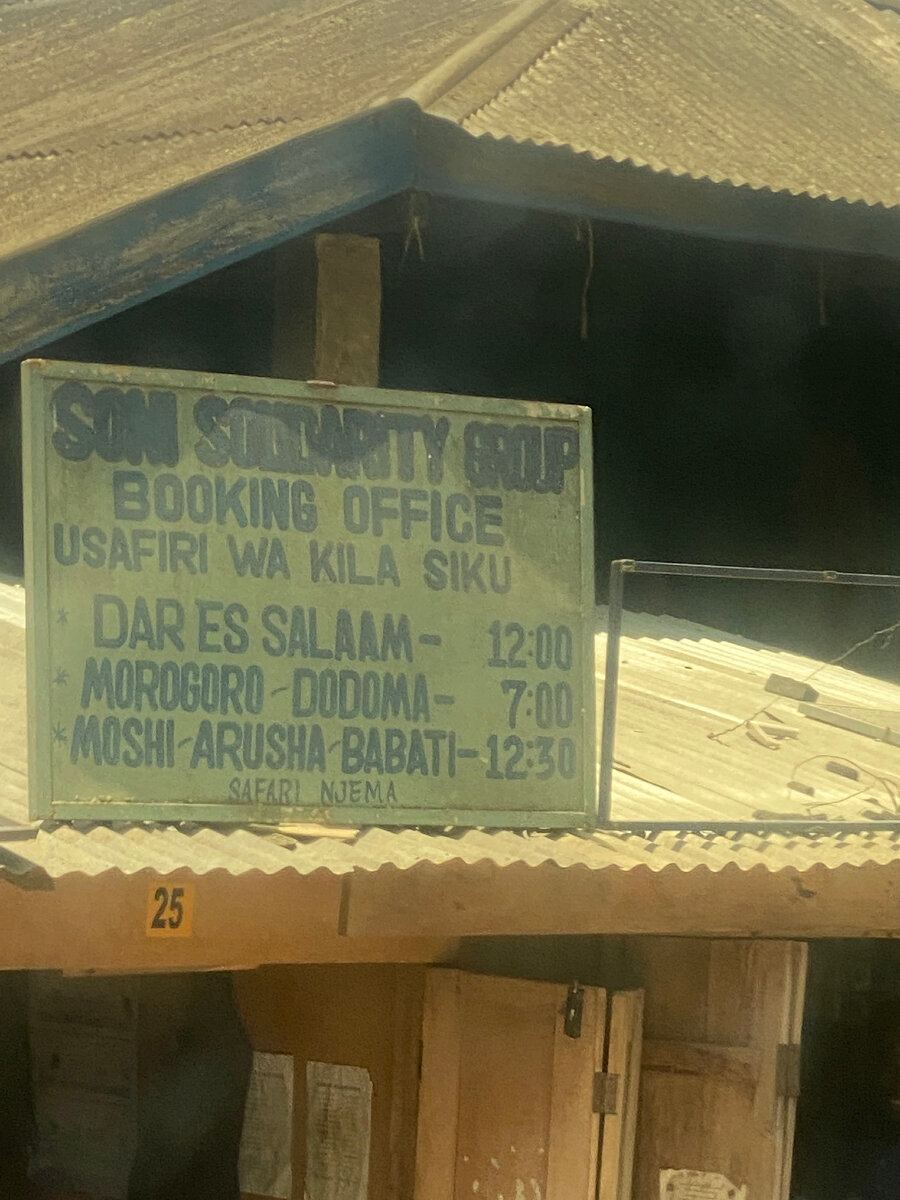 SONI SOLIDARITY GROUP
BOOKING OFFICE
USAFIRI WA KILA SIKU
* DAR ES SALAAM - 12:00
* MOROGORO - DODOMA - 7:00
* MOSHI - ARUSHA - BABATI - 12:30
SAFARI NJEMA
25